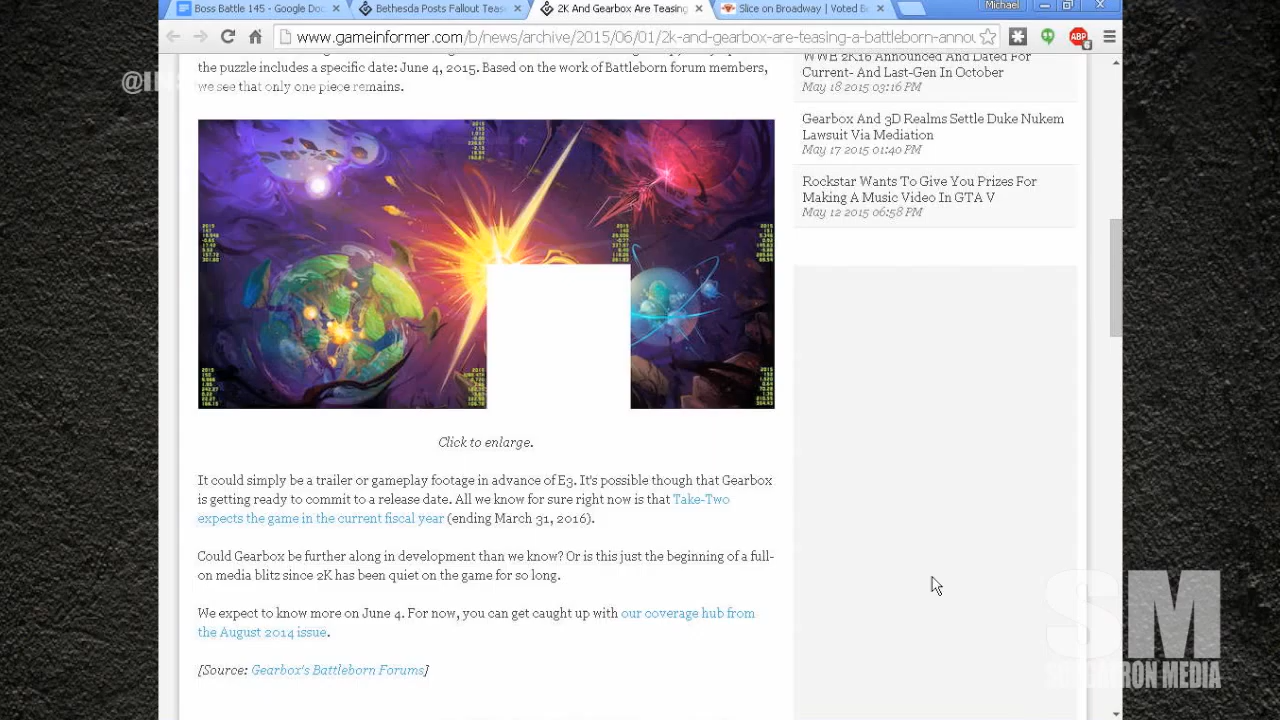 Boss Battle 145 - Google Doc
Bethesda Posts Fallout Tease
2K And Gearbox Are Teasing
Slice on Broadway | Voted Be
Michael
www.gameinformer.com/b/news/archive/2015/06/01/2k-and-gearbox-are-teasing-a-battleborn-annou
ABP
6
the puzzle includes a specific date: June 4, 2015. Based on the work of Battleborn forum members,
we see that only one piece remains.
WWE 2K16 Announced And Dated For
Current- And Last-Gen In October
May 18 2015 03:16 PM
Gearbox And 3D Realms Settle Duke Nukem
Lawsuit Via Mediation
May 17 2015 01:40 PM
Rockstar Wants To Give You Prizes For
Making A Music Video In GTA V
May 12 2015 06:58 PM
Click to enlarge.
It could simply be a trailer or gameplay footage in advance of E3. It's possible though that Gearbox
is getting ready to commit to a release date. All we know for sure right now is that Take-Two
expects the game in the current fiscal year (ending March 31, 2016).
Could Gearbox be further along in development than we know? Or is this just the beginning of a full-
on media blitz since 2K has been quiet on the game for so long.
We expect to know more on June 4. For now, you can get caught up with our coverage hub from
the August 2014 issue.
[Source: Gearbox's Battleborn Forums]
SM
MEDIA